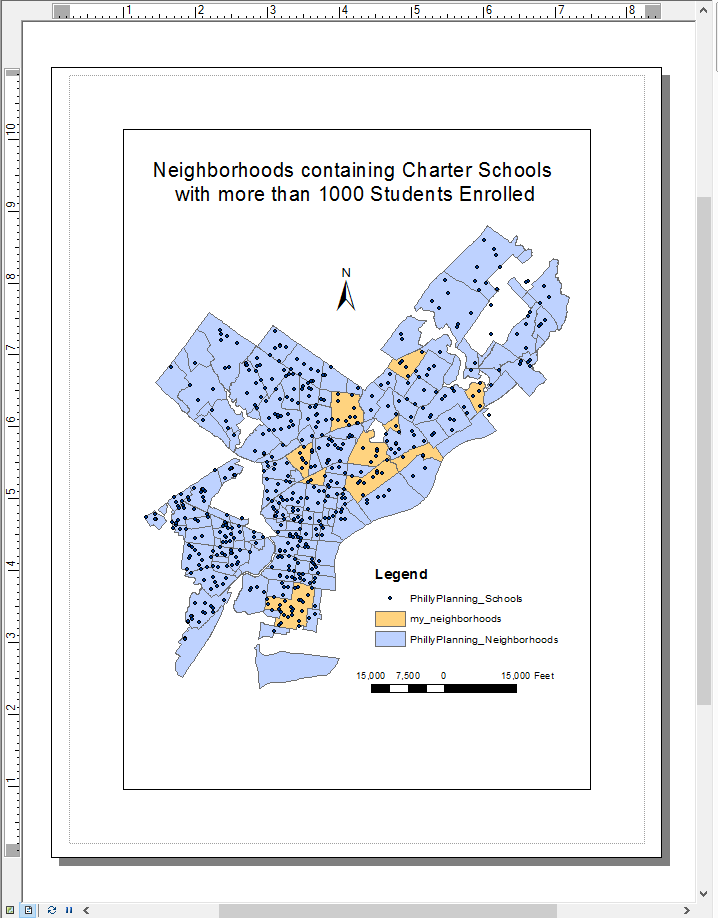 1 2 3 4 5 6 7 8
10
9
8
7
6
5
4
3
2
1
Neighborhoods containing Charter Schools
with more than 1000 Students Enrolled
N
Legend
PhillyPlanning_Schools
my_neighborhoods
PhillyPlanning_Neighborhoods
15,000 7,500 0 15,000 Feet